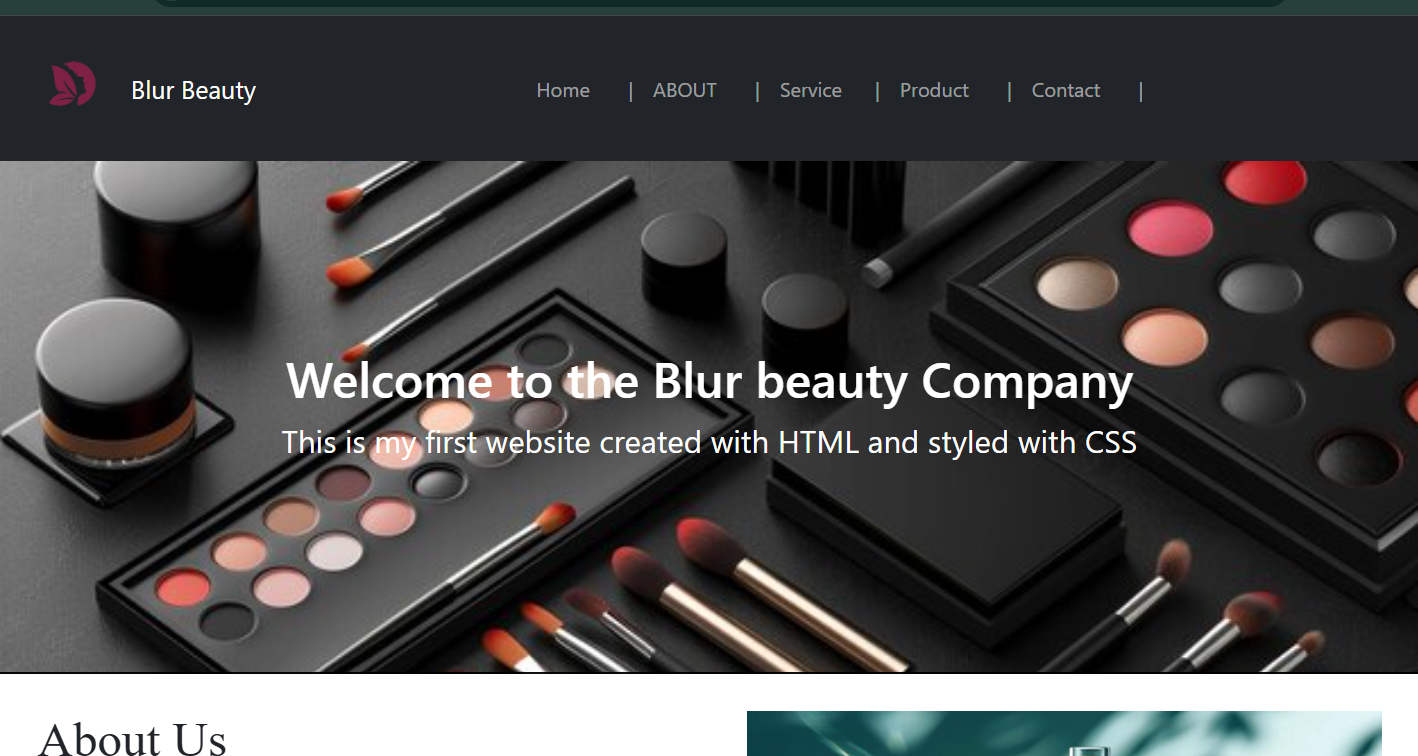 Blur Beauty
Home | ABOUT | Service | Product | Contact |
Welcome to the Blur beauty Company
This is my first website created with HTML and styled with CSS
About Us